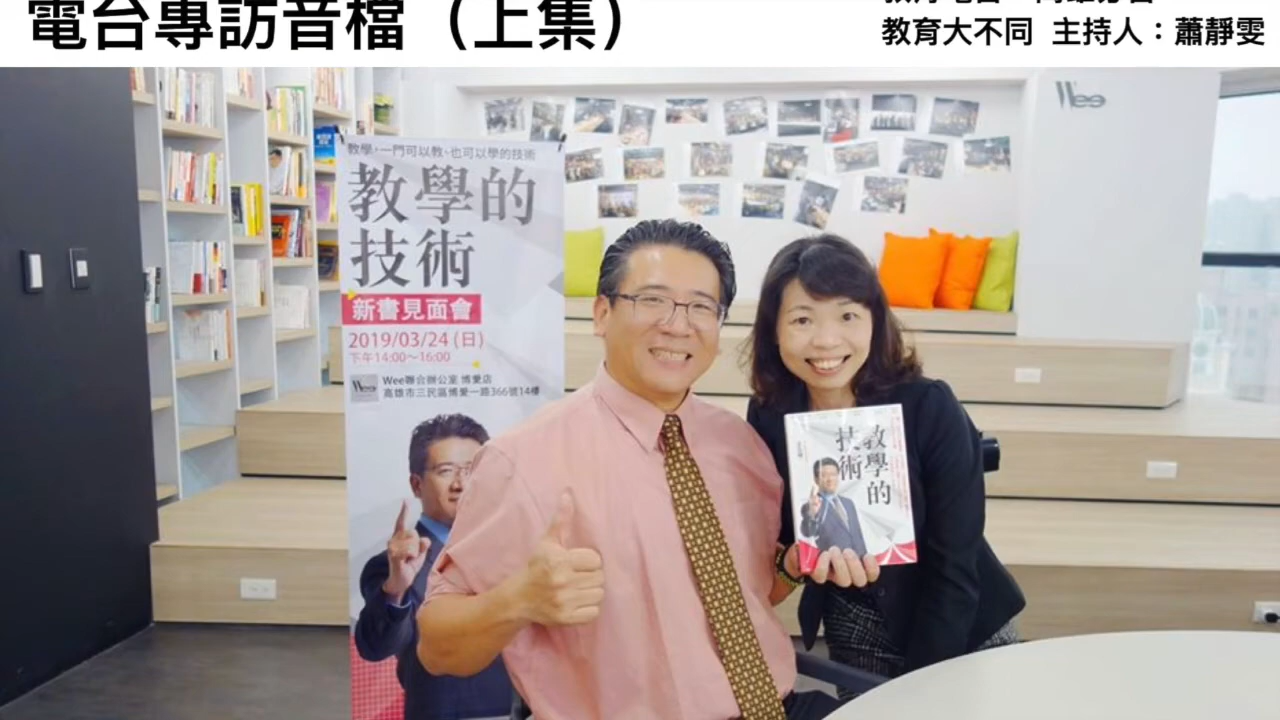 電台專訪音檔（上集）
教育大不同 主持人：蕭靜雯
Wee
教學，一門可以教、也可以學的技術
教學的
技術
新書見面會
2019/03/24 (日)
下午14:00～16:00
Wee
Wee聯合辦公室 博愛店
高雄市三民區博愛一路366號14樓
教學的
技術